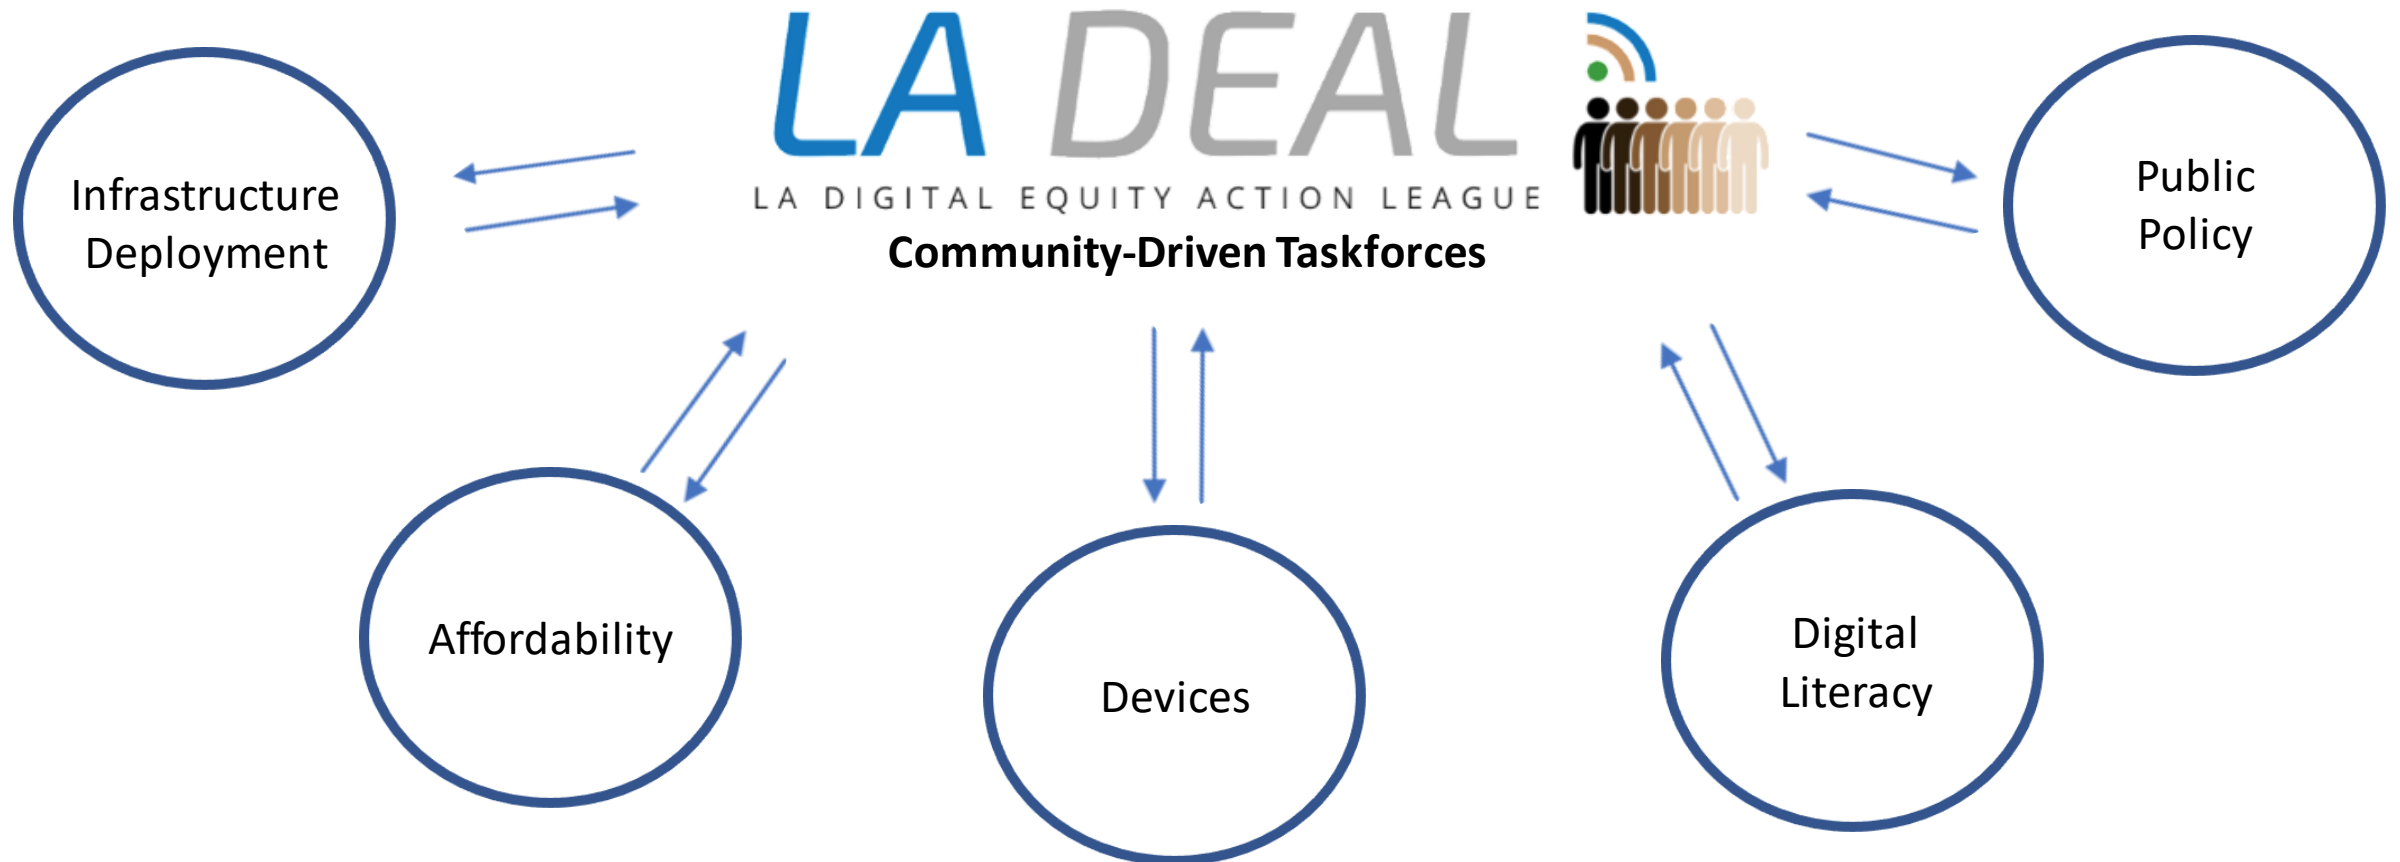 LA DEAL
LA DIGITAL EQUITY ACTION LEAGUE
Community-Driven Taskforces
Infrastructure
Deployment
Affordability
Devices
Digital
Literacy
Public
Policy